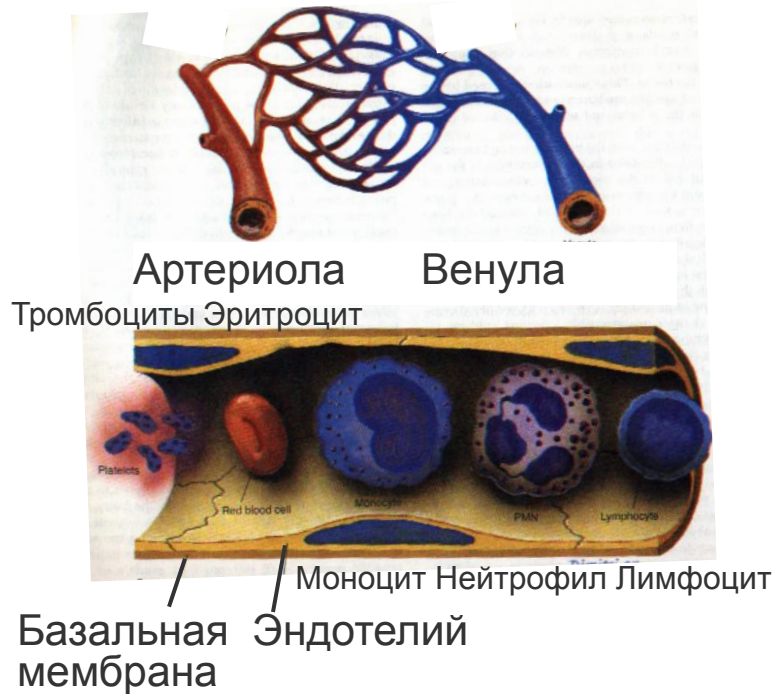 Артериола Венула
Тромбоциты Эритроцит
Platelets
Red blood cell
Monocyte
PMN
Lymphocyte
Моноцит Нейтрофил Лимфоцит
Базальная Эндотелий
мембрана